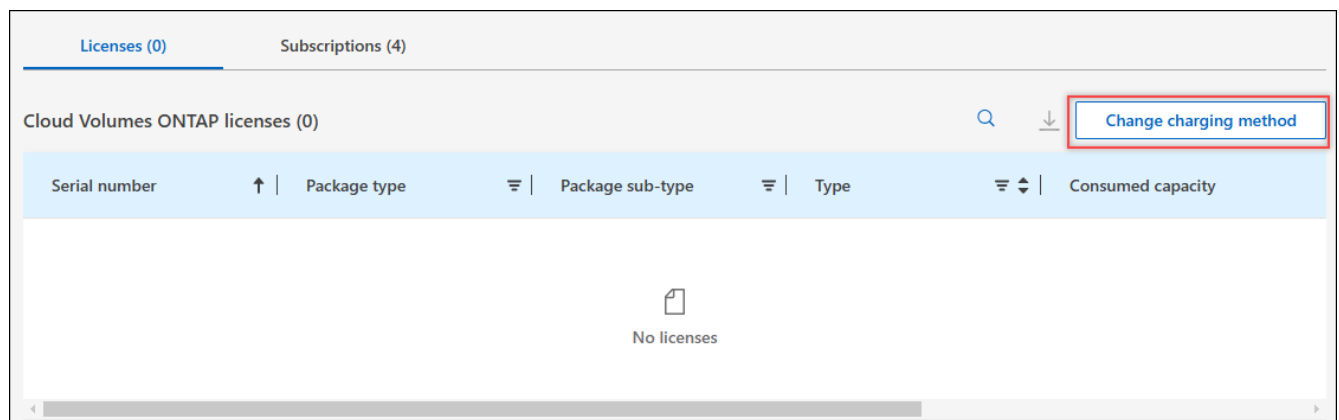 Licenses (0) Subscriptions (4)
Cloud Volumes ONTAP licenses (0) Change charging method
Serial number Package type Package sub-type Type Consumed capacity
No licenses